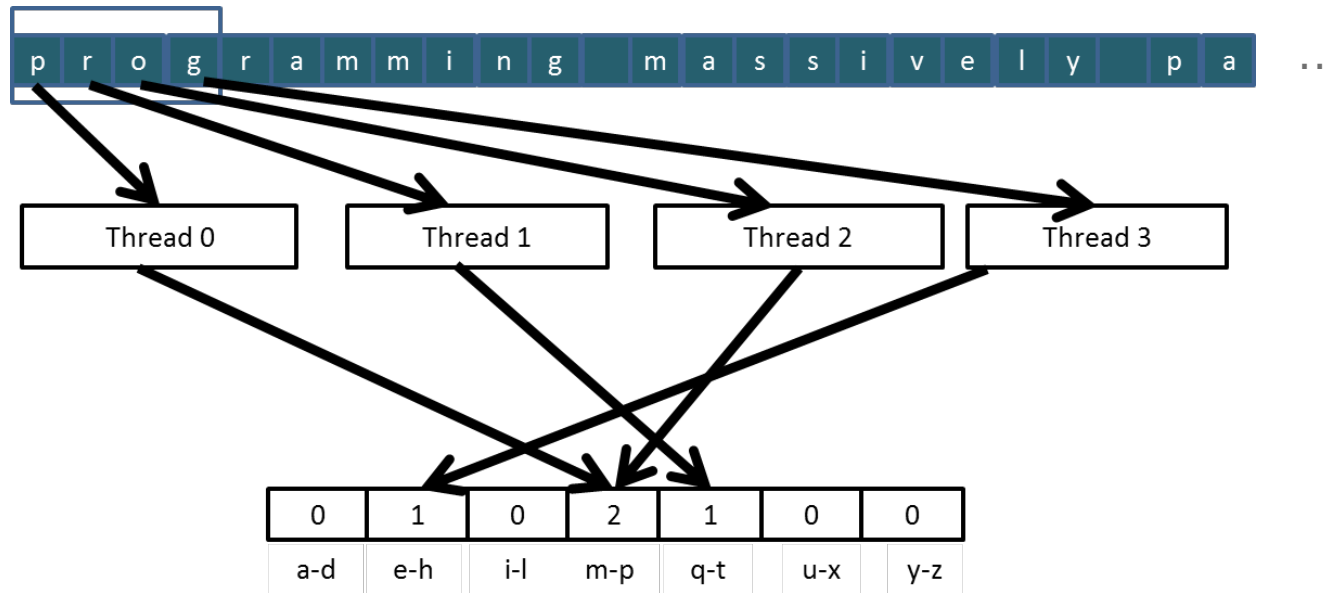 p r o g r a m m i n g m a s s i v e l y p a ..
Thread 0 Thread 1 Thread 2 Thread 3
0 1 0 2 1 0 0
a-d e-h i-l m-p q-t u-x y-z